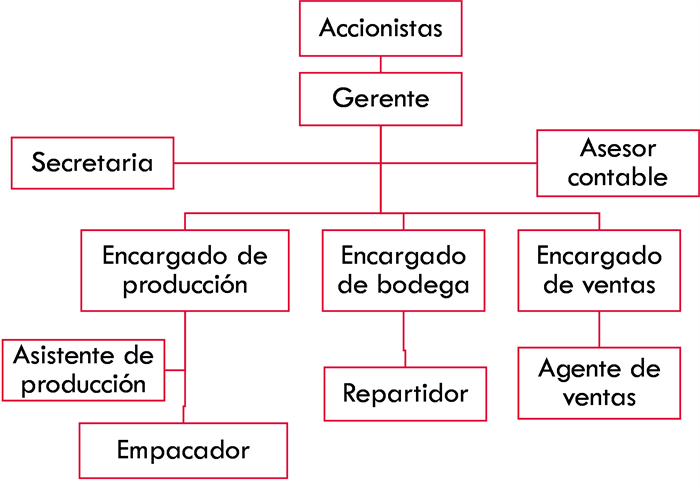 Accionistas
Gerente
Secretaria
Asesor
contable
Encargado de
producción
Encargado
de bodega
Encargado
de ventas
Asistente de
producción
Repartidor
Agente de
ventas
Empacador